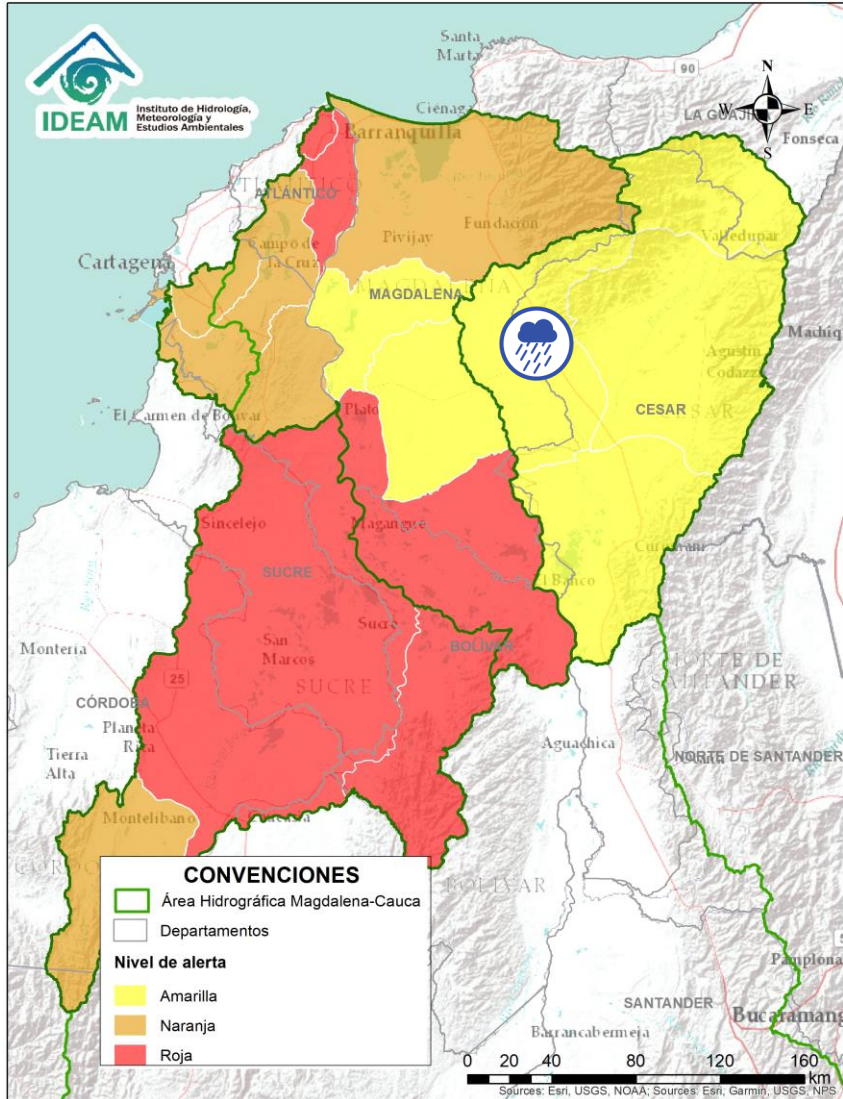 Santa
Marta
90
N
W
E
S
IDEAM
Instituto de Hidrología,
Meteorología y
Estudios Ambientales
Ciénaga
LA GUAJIRA
Fonseca
Barranquilla
ATLÁNTICO
Valledupar
Fundación
Pivijay
Campo de
la Cruz
Cartagena
MAGDALENA
Agustín
Codazzi
CESAR
El Carmen de Bolívar
Plato
Sincelejo
Magangué
SUCRE
Curumaní
El Banco
Sucre
BOLÍVAR
Montería
San
Marcos
25
SUCRE
NORTE DE
SANTANDER
CÓRDOBA
Planeta
Rica
Tierra
Alta
Aguachica
NORTE DE SANTANDER
Montelibano
BOLÍVAR
CONVENCIONES
Área Hidrográfica Magdalena-Cauca
Departamentos
Nivel de alerta
Amarilla
Naranja
Roja
Pamplona
SANTANDER
Bucaramang
Barrancabermeja
0 20 40 80 120 160
Km
Sources: Esri, USGS, NOAA; Sources: Esri, Garmin, USGS, NPS